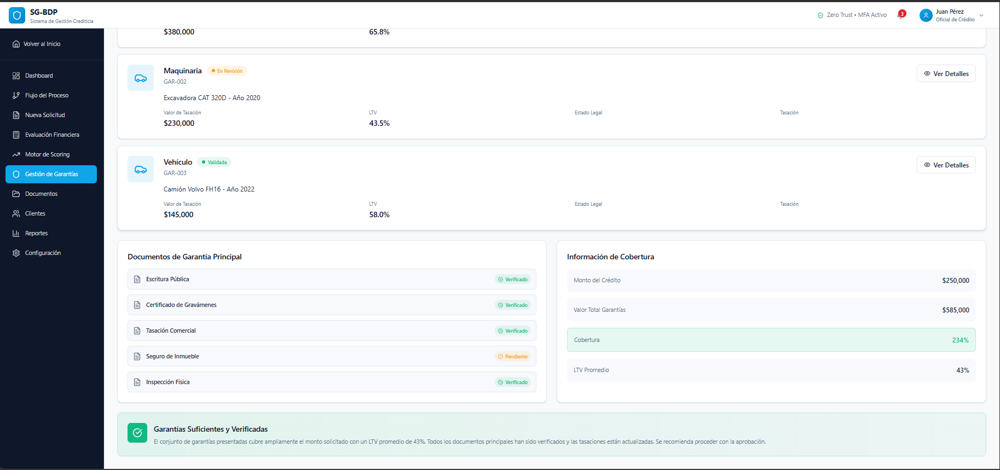 SG-BDP
Sistema de Gestión Crediticia
Zero Trust • MFA Activo
3
Juan Pérez
Oficial de Crédito
Volver al Inicio
Dashboard
Flujo del Proceso
Nueva Solicitud
Evaluación Financiera
Motor de Scoring
Gestión de Garantías
Documentos
Clientes
Reportes
Configuración
$380,000
65.8%
Maquinaria
En Revisión
GAR-002
Ver Detalles
Excavadora CAT 320D - Año 2020
Valor de Tasación
LTV
Estado Legal
Tasación
$230,000
43.5%
Vehículo
Validada
GAR-003
Ver Detalles
Camión Volvo FH16 - Año 2022
Valor de Tasación
LTV
Estado Legal
Tasación
$145,000
58.0%
Documentos de Garantía Principal
Escritura Pública
Verificado
Certificado de Gravámenes
Verificado
Tasación Comercial
Verificado
Seguro de Inmueble
Pendiente
Inspección Física
Verificado
Información de Cobertura
Monto del Crédito
$250,000
Valor Total Garantías
$585,000
Cobertura
234%
LTV Promedio
43%
Garantías Suficientes y Verificadas
El conjunto de garantías presentadas cubre ampliamente el monto solicitado con un LTV promedio de 43%. Todos los documentos principales han sido verificados y las tasaciones están actualizadas. Se recomienda proceder con la aprobación.